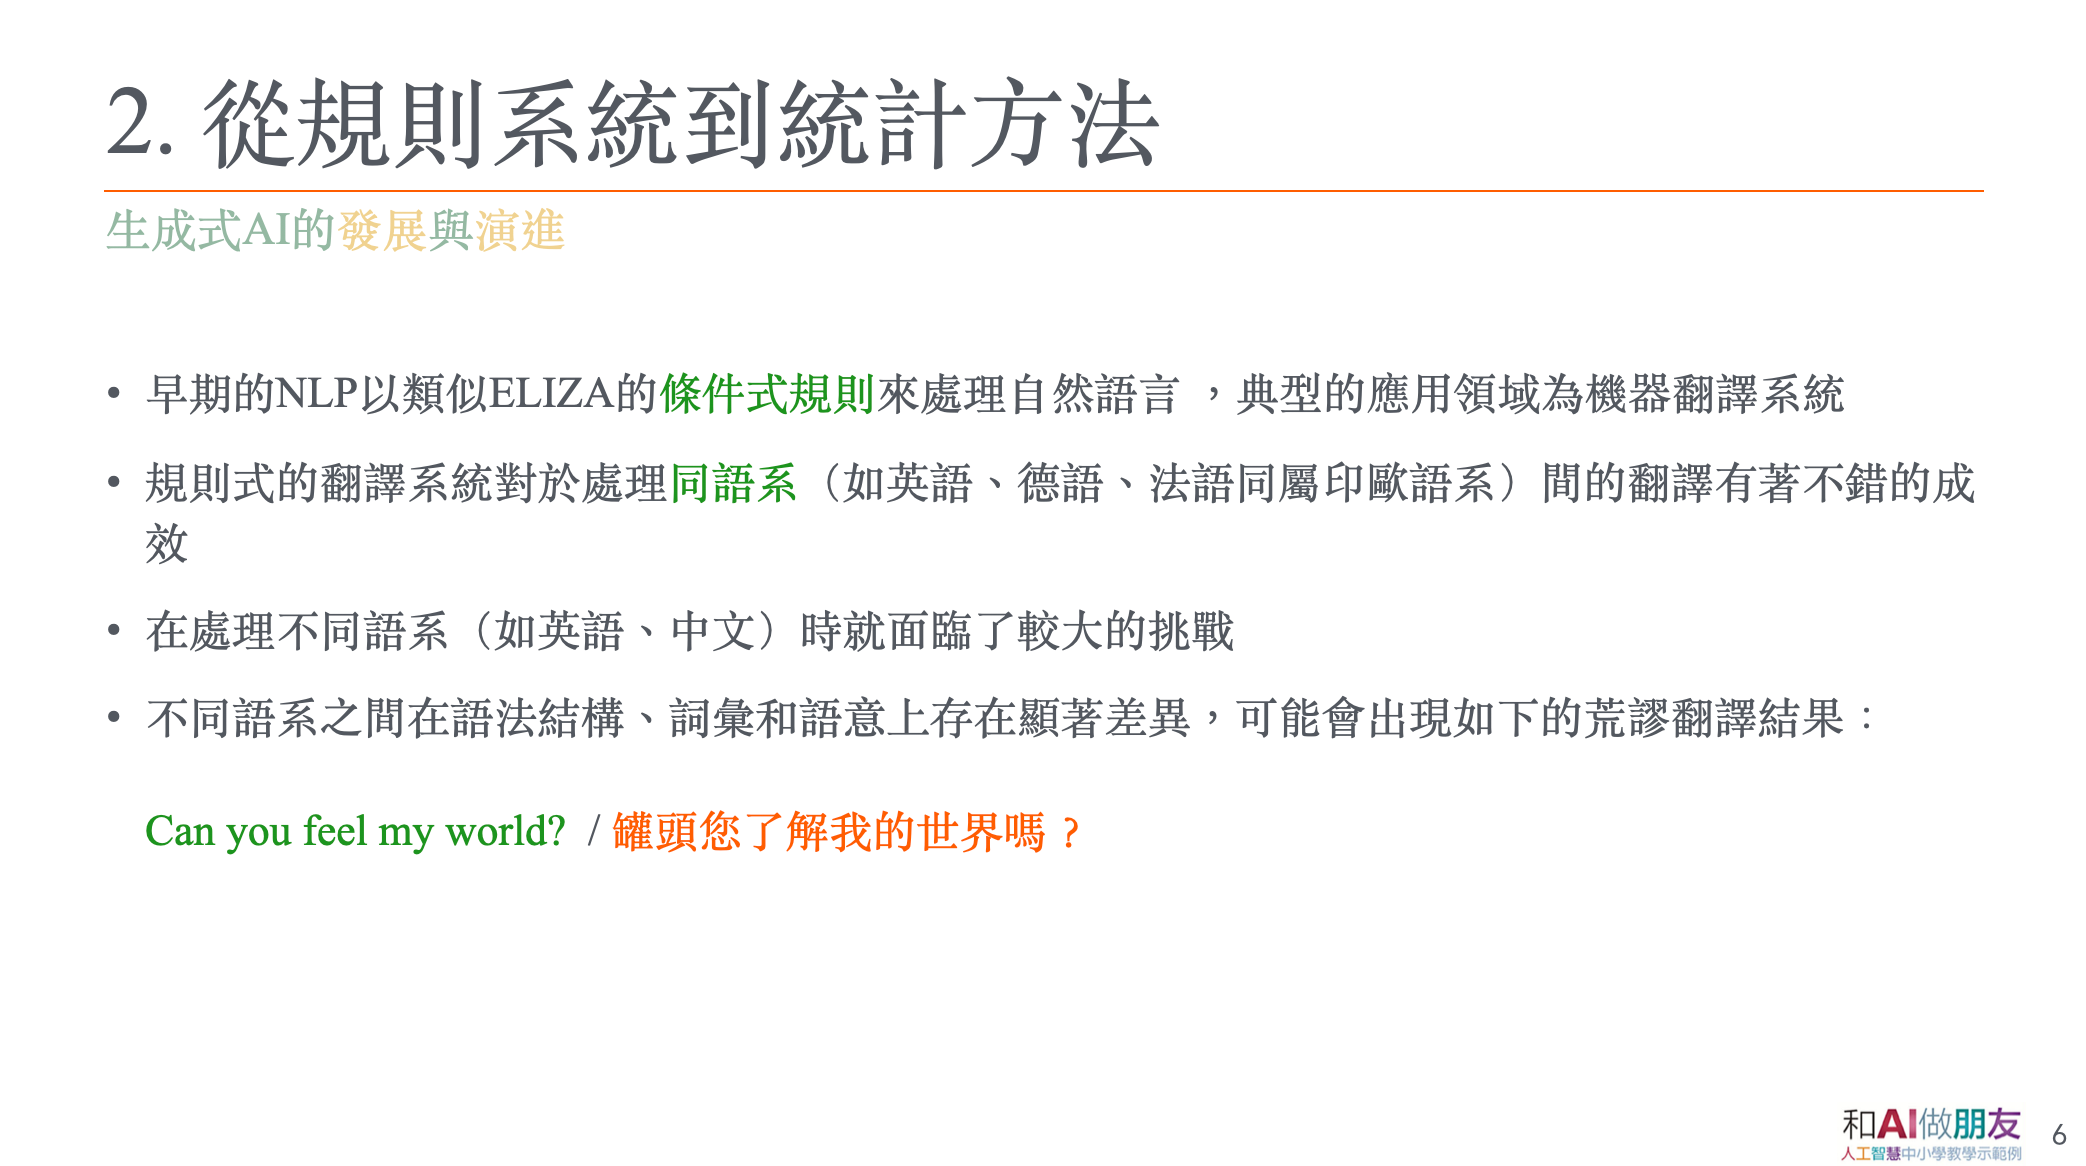 2. 從規則系統到統計方法
生成式AI的發展與演進
• 早期的NLP以類似ELIZA的條件式規則來處理自然語言 ，典型的應用領域為機器翻譯系統
• 規則式的翻譯系統對於處理同語系（如英語、德語、法語同屬印歐語系）間的翻譯有著不錯的成
效
• 在處理不同語系（如英語、中文）時就面臨了較大的挑戰
• 不同語系之間在語法結構、詞彙和語意上存在顯著差異，可能會出現如下的荒謬翻譯結果：
Can you feel my world? / 罐頭您了解我的世界嗎？
和AI做朋友
人工智慧中小學教學示範例
6